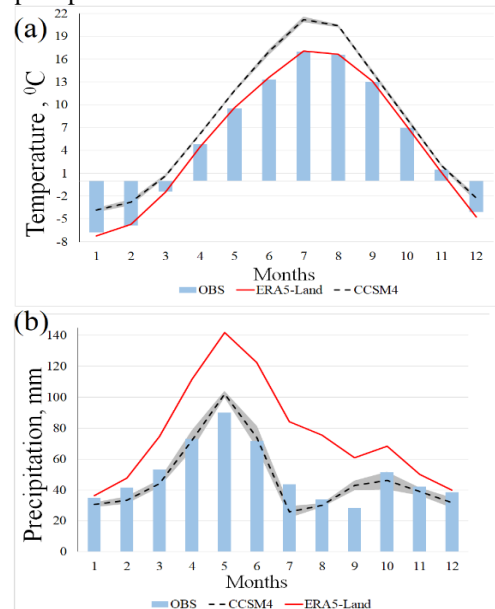 (a)
22
19
16
13
10
7
4
1
-2
-5
-8
Temperature , ⁰C
1 2 3 4 5 6 7 8 9 10 11 12
Months
OBS ERA5-Land CCSM4
(b)
140
120
100
80
60
40
20
0
Precipitation, mm
1 2 3 4 5 6 7 8 9 10 11 12
Months
OBS CCSM4 ERA5-Land